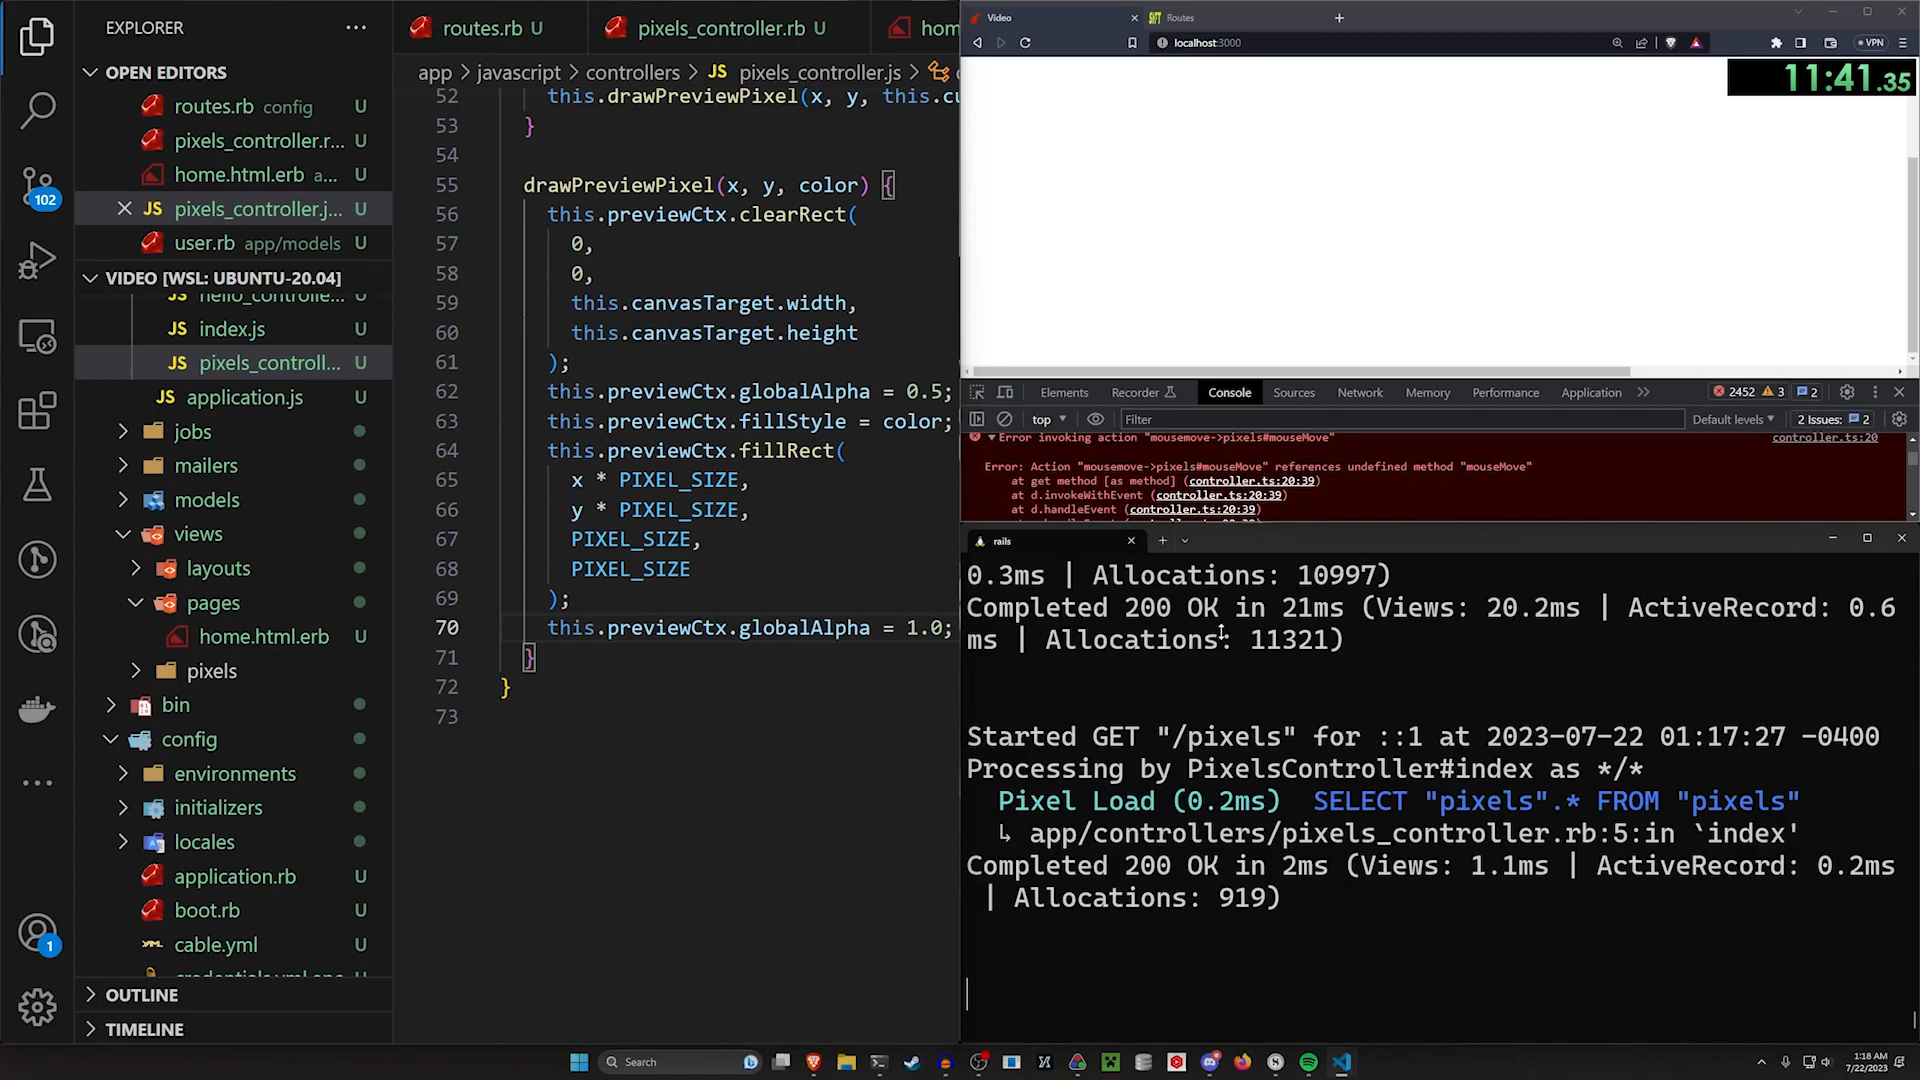 EXPLORER
OPEN EDITORS
routes.rb config U
pixels_controller.r... U
home.html.erb a... U
pixels_controller.j... U
user.rb app/models U
VIDEO [WSL: UBUNTU-20.04]
hello_controlle... U
index.js U
pixels_controll... U
application.js U
jobs
mailers
models
views
layouts
pages
home.html.erb U
pixels
bin
config
environments
initializers
locales
application.rb U
boot.rb U
cable.yml U
OUTLINE
TIMELINE
102
1
routes.rb U
pixels_controller.rb U
hom
app > javascript > controllers > JS pixels_controller.js >
52 this.drawPreviewPixel(x, y, this.cu
53 }
54
55 drawPreviewPixel(x, y, color) {
56 this.previewCtx.clearRect(
57 0,
58 0,
59 this.canvasTarget.width,
60 this.canvasTarget.height
61 );
62 this.previewCtx.globalAlpha = 0.5;
63 this.previewCtx.fillStyle = color;
64 this.previewCtx.fillRect(
65 x * PIXEL_SIZE,
66 y * PIXEL_SIZE,
67 PIXEL_SIZE,
68 PIXEL_SIZE
69 );
70 this.previewCtx.globalAlpha = 1.0;
71 }
72 }
73
Video
Routes
localhost:3000
VPN
11:41.35
Elements Recorder Console Sources Network Memory Performance Application 2452 3 2
top Filter Default levels 2 Issues: 2
Error invoking action "mousemove->pixels#mouseMove" controller.ts:20
Error: Action "mousemove->pixels#mouseMove" references undefined method "mouseMove"
at get method [as method] (controller.ts:20:39)
at d.invokeWithEvent (controller.ts:20:39)
at d.handleEvent (controller.ts:20:39)
rails
0.3ms | Allocations: 10997)
Completed 200 OK in 21ms (Views: 20.2ms | ActiveRecord: 0.6
ms | Allocations: 11321)
Started GET "/pixels" for ::1 at 2023-07-22 01:17:27 -0400
Processing by PixelsController#index as */*
Pixel Load (0.2ms) SELECT "pixels".* FROM "pixels"
↳ app/controllers/pixels_controller.rb:5:in `index'
Completed 200 OK in 2ms (Views: 1.1ms | ActiveRecord: 0.2ms
| Allocations: 919)
Search
1:18 AM
7/22/2023